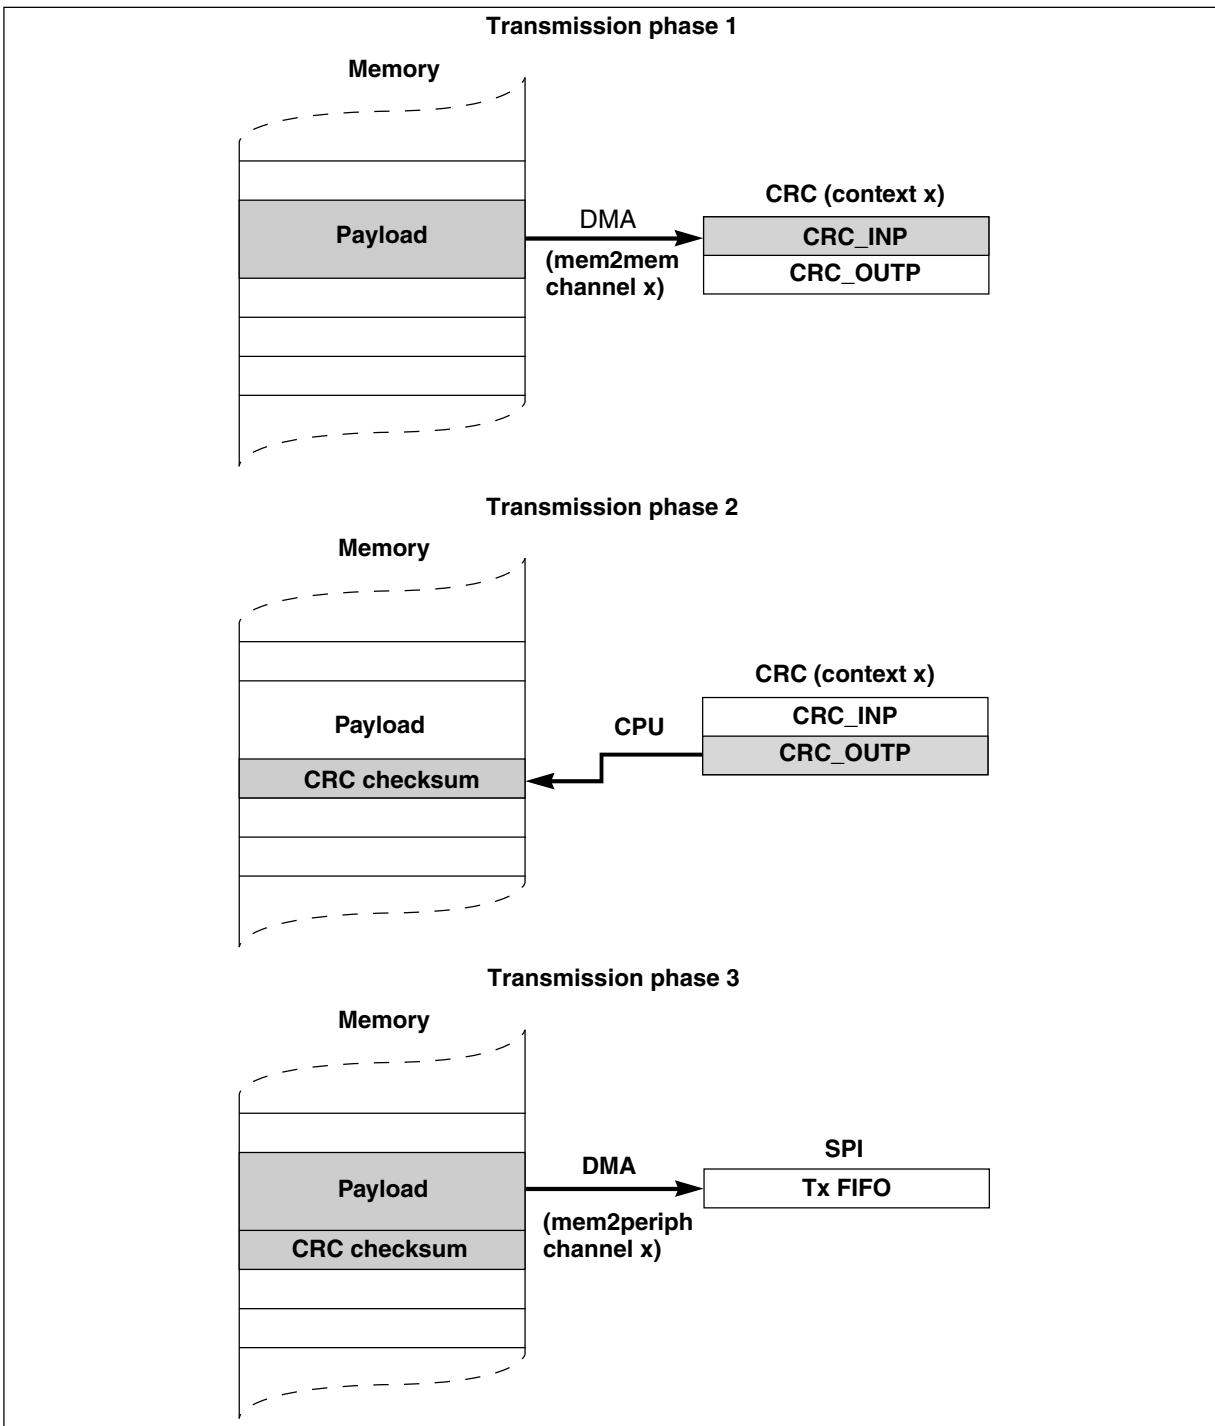 Transmission phase 1
Memory
CRC (context x)
Payload
DMA
CRC_INP
(mem2mem
channel x)
CRC_OUTP
Transmission phase 2
Memory
CRC (context x)
Payload
CPU
CRC_INP
CRC_OUTP
CRC checksum
Transmission phase 3
Memory
SPI
Payload
DMA
Tx FIFO
(mem2periph
channel x)
CRC checksum